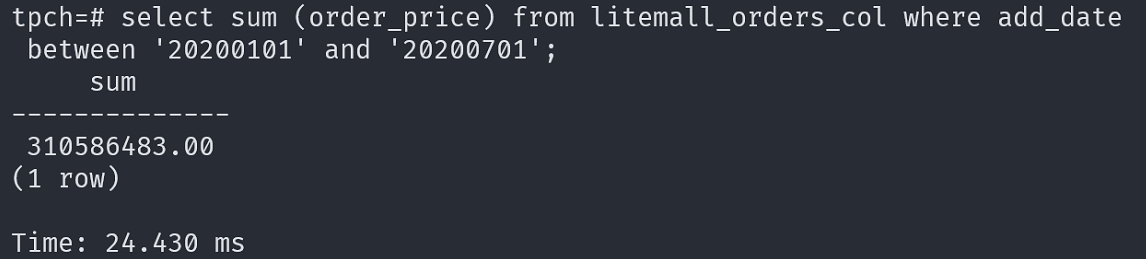 tpch=# select sum (order_price) from litemall_orders_col where add_date
 between '20200101' and '20200701';
     sum
--------------
 310586483.00
(1 row)

Time: 24.430 ms